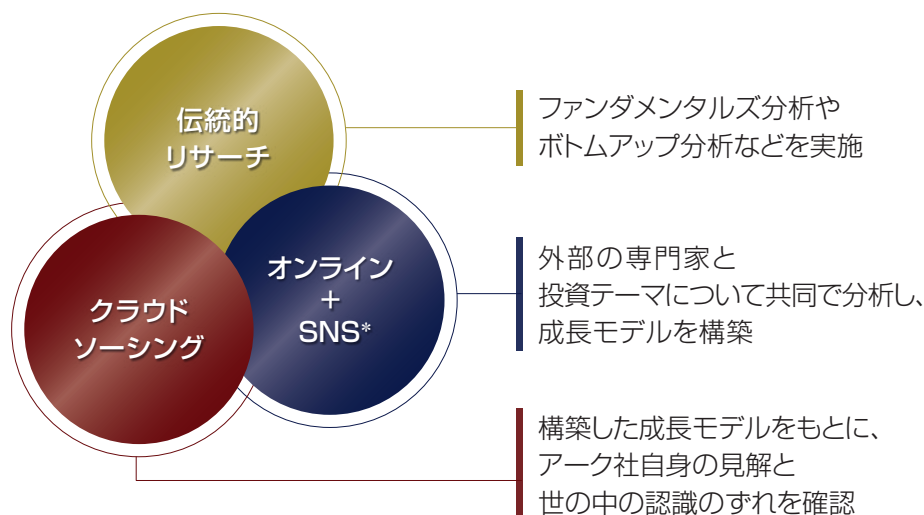 伝統的
リサーチ
ファンダメンタルズ分析や
ボトムアップ分析などを実施
オンライン
+
SNS*
外部の専門家と
投資テーマについて共同で分析し、
成長モデルを構築
クラウド
ソーシング
構築した成長モデルをもとに、
アーク社自身の見解と
世の中の認識のずれを確認